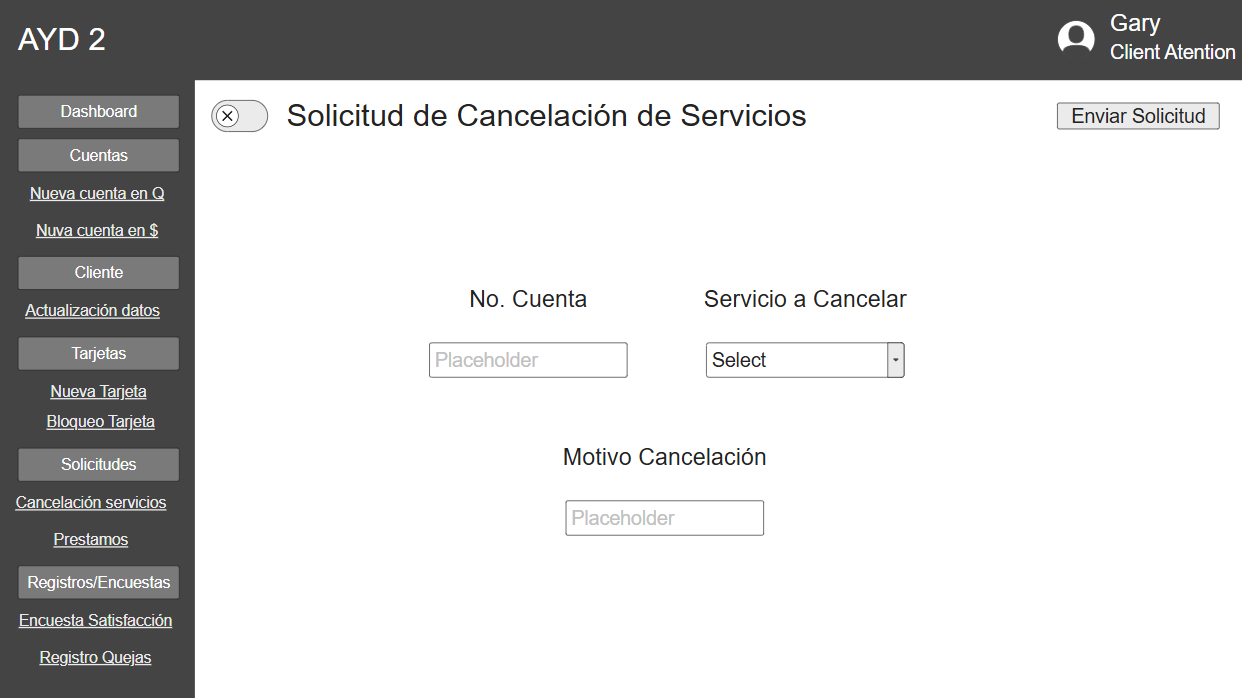 AYD 2
Gary
Client Atention
Dashboard
Cuentas
Nueva cuenta en Q
Nuva cuenta en $
Cliente
Actualización datos
Tarjetas
Nueva Tarjeta
Bloqueo Tarjeta
Solicitudes
Cancelación servicios
Prestamos
Registros/Encuestas
Encuesta Satisfacción
Registro Quejas
Solicitud de Cancelación de Servicios
Enviar Solicitud
No. Cuenta
Servicio a Cancelar
Placeholder
Select
Motivo Cancelación
Placeholder